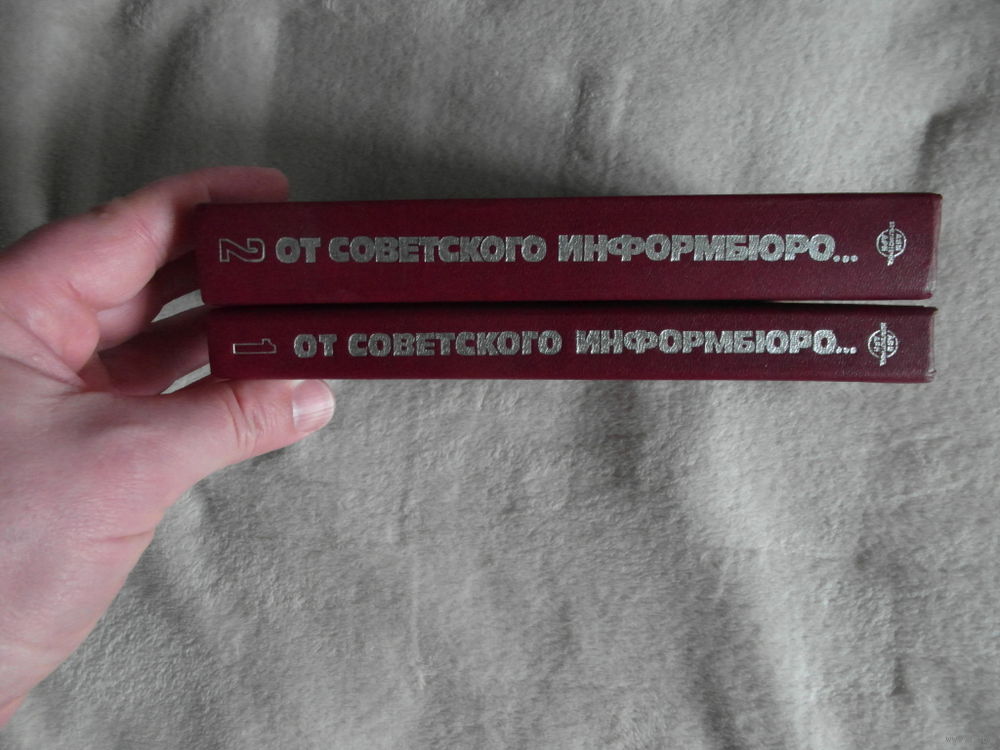 2 ОТ СОВЕТСКОГО ИНФОРМБЮРО...
1 ОТ СОВЕТСКОГО ИНФОРМБЮРО...